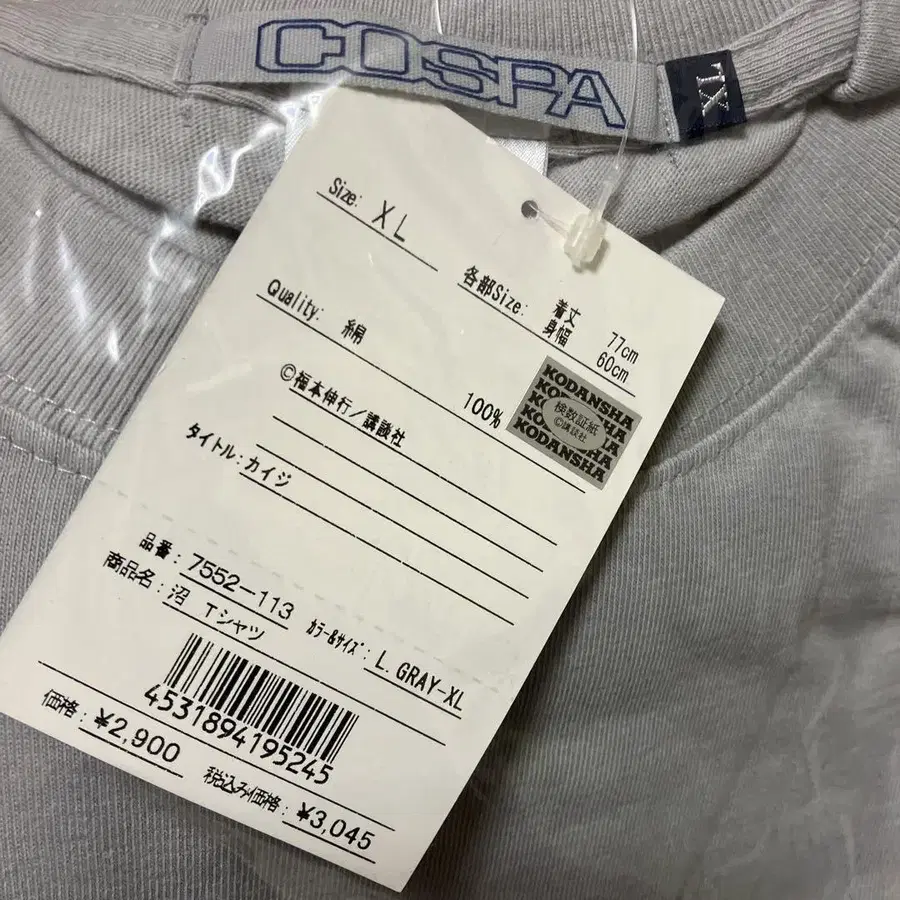 COSPA
XL
Size: XL
各部Size: 着丈 77cm
身幅 60cm
Quality: 綿 100%
©福本伸行/講談社
KODANSHA
KODANSHA
検数証紙
©講談社
KODANSHA
KODANSHA
タイトル:カイジ
品番:7552-113
カラー&サイズ: L.GRAY-XL
商品名:沼 Tシャツ
4531894195245
価格:¥2,900
税込み価格:¥3,045